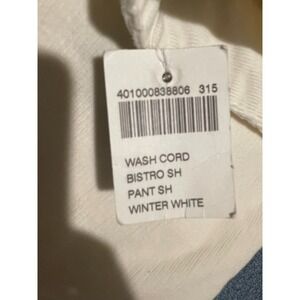 401000838806 315
WASH CORD
BISTRO SH
PANT SH
WINTER WHITE